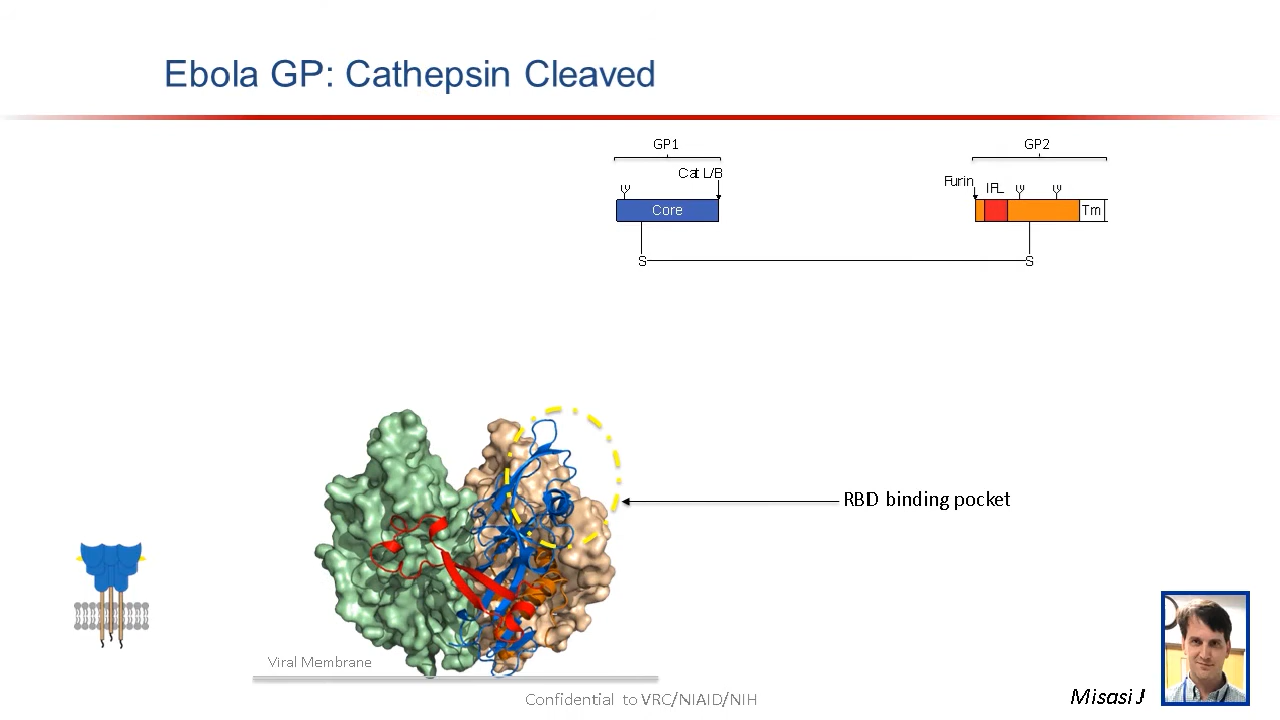 Ebola GP: Cathepsin Cleaved
GP1
GP2
Cat L/B
Furin
IFL
Core
Tm
S
S
RBD binding pocket
Viral Membrane
Confidential to VRC/NIAID/NIH
Misasi J